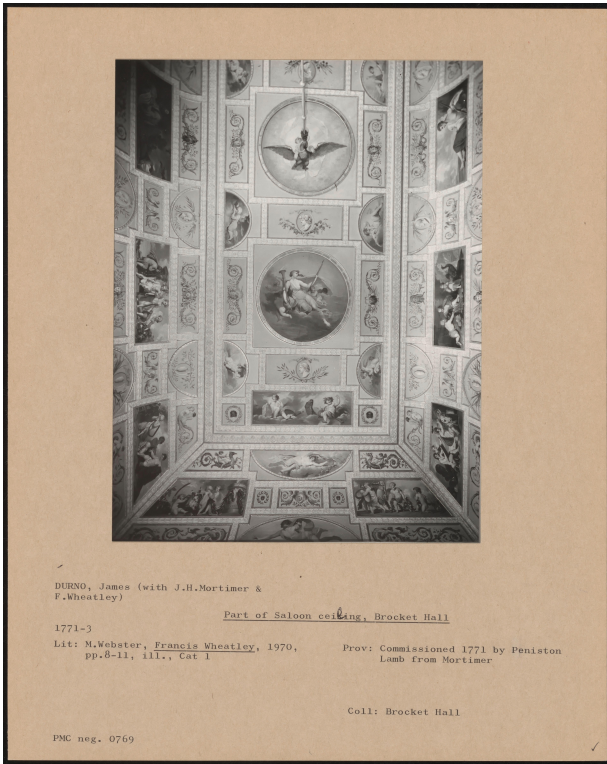 DURNO, James (with J.H.Mortimer &
F.Wheatley)
Part of Saloon ceiling, Brocket Hall
1771-3
Lit: M.Webster, Francis Wheatley, 1970,
pp.8-11, ill., Cat 1
Prov: Commissioned 1771 by Peniston
Lamb from Mortimer
Coll: Brocket Hall
PMC neg. 0769